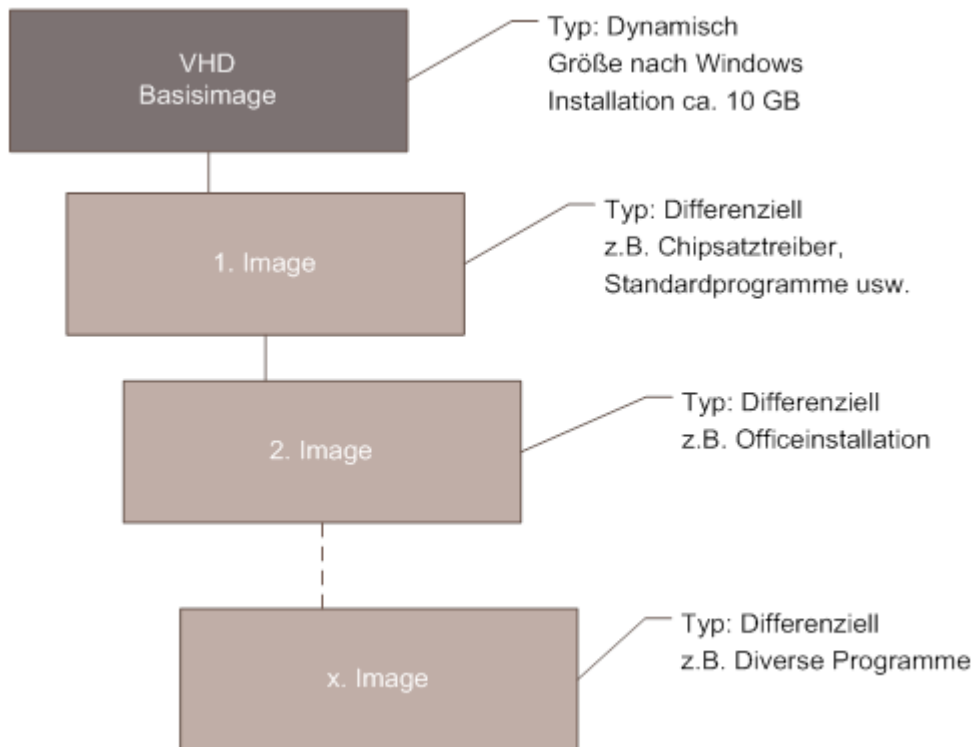 VHD
Basisimage
Typ: Dynamisch
Größe nach Windows
Installation ca. 10 GB
1. Image
Typ: Differenziell
z.B. Chipsatztreiber,
Standardprogramme usw.
2. Image
Typ: Differenziell
z.B. Officeinstallation
x. Image
Typ: Differenziell
z.B. Diverse Programme